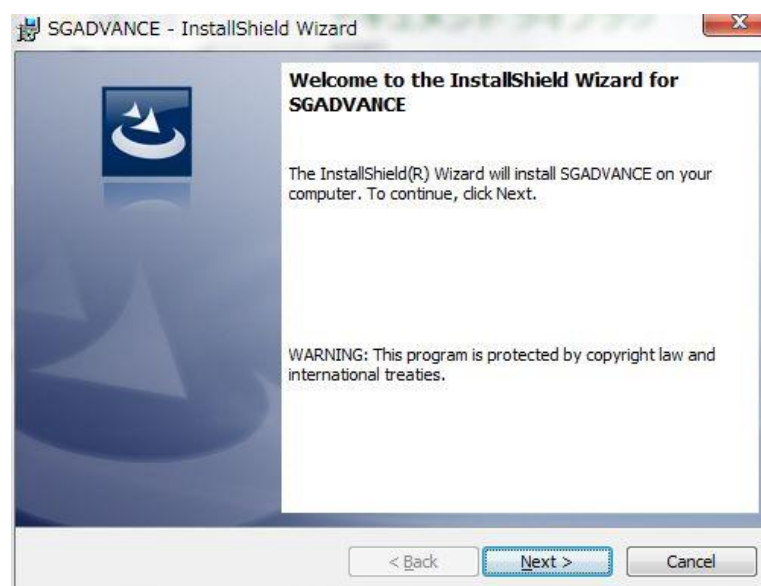 SGADVANCE - InstallShield Wizard
Welcome to the InstallShield Wizard for
SGADVANCE
The InstallShield(R) Wizard will install SGADVANCE on your
computer. To continue, click Next.
WARNING: This program is protected by copyright law and
international treaties.
< Back
Next >
Cancel